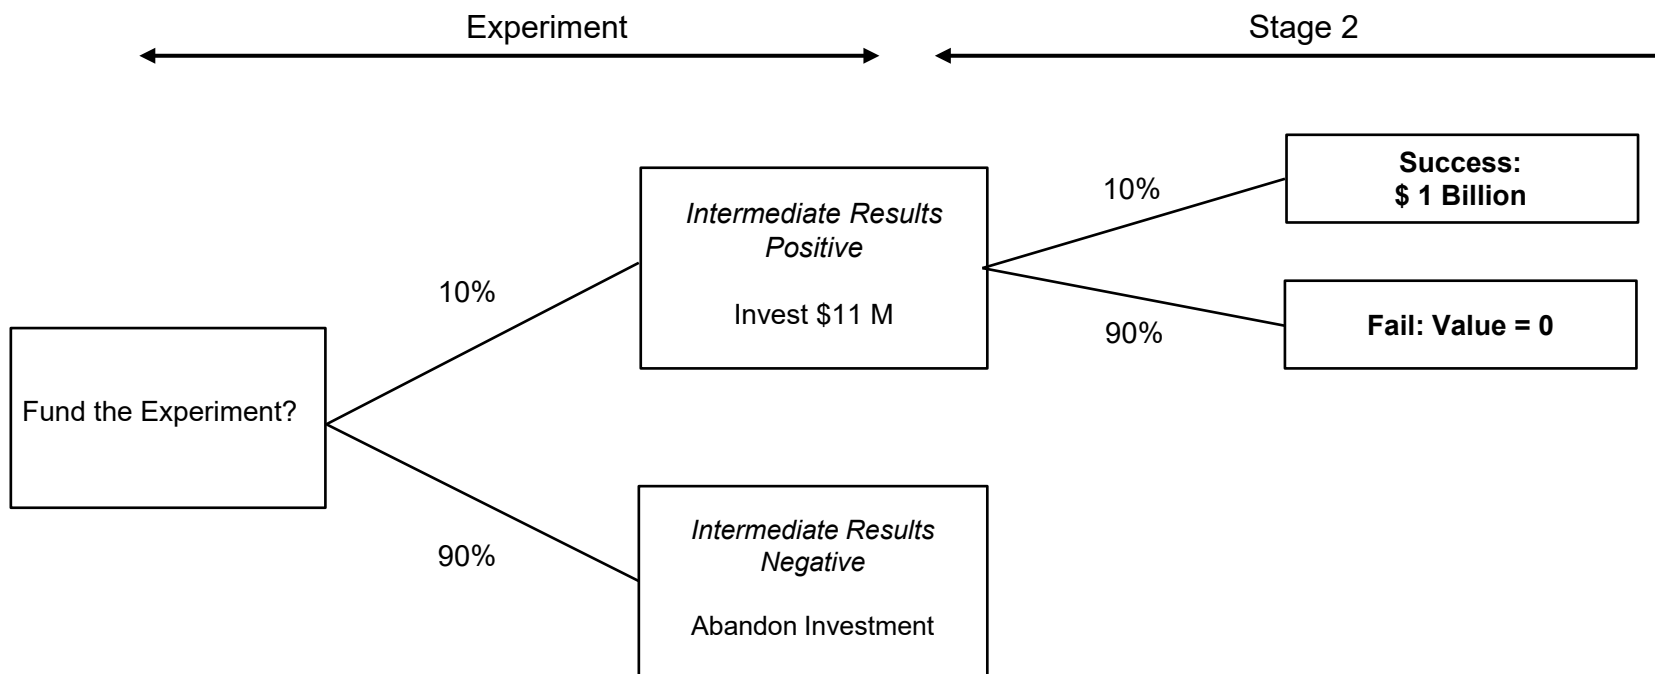 Experiment
Stage 2
Success:
$ 1 Billion
10%
Intermediate Results
Positive
Invest $11 M
10%
90%
Fail: Value = 0
Fund the Experiment?
90%
Intermediate Results
Negative
Abandon Investment